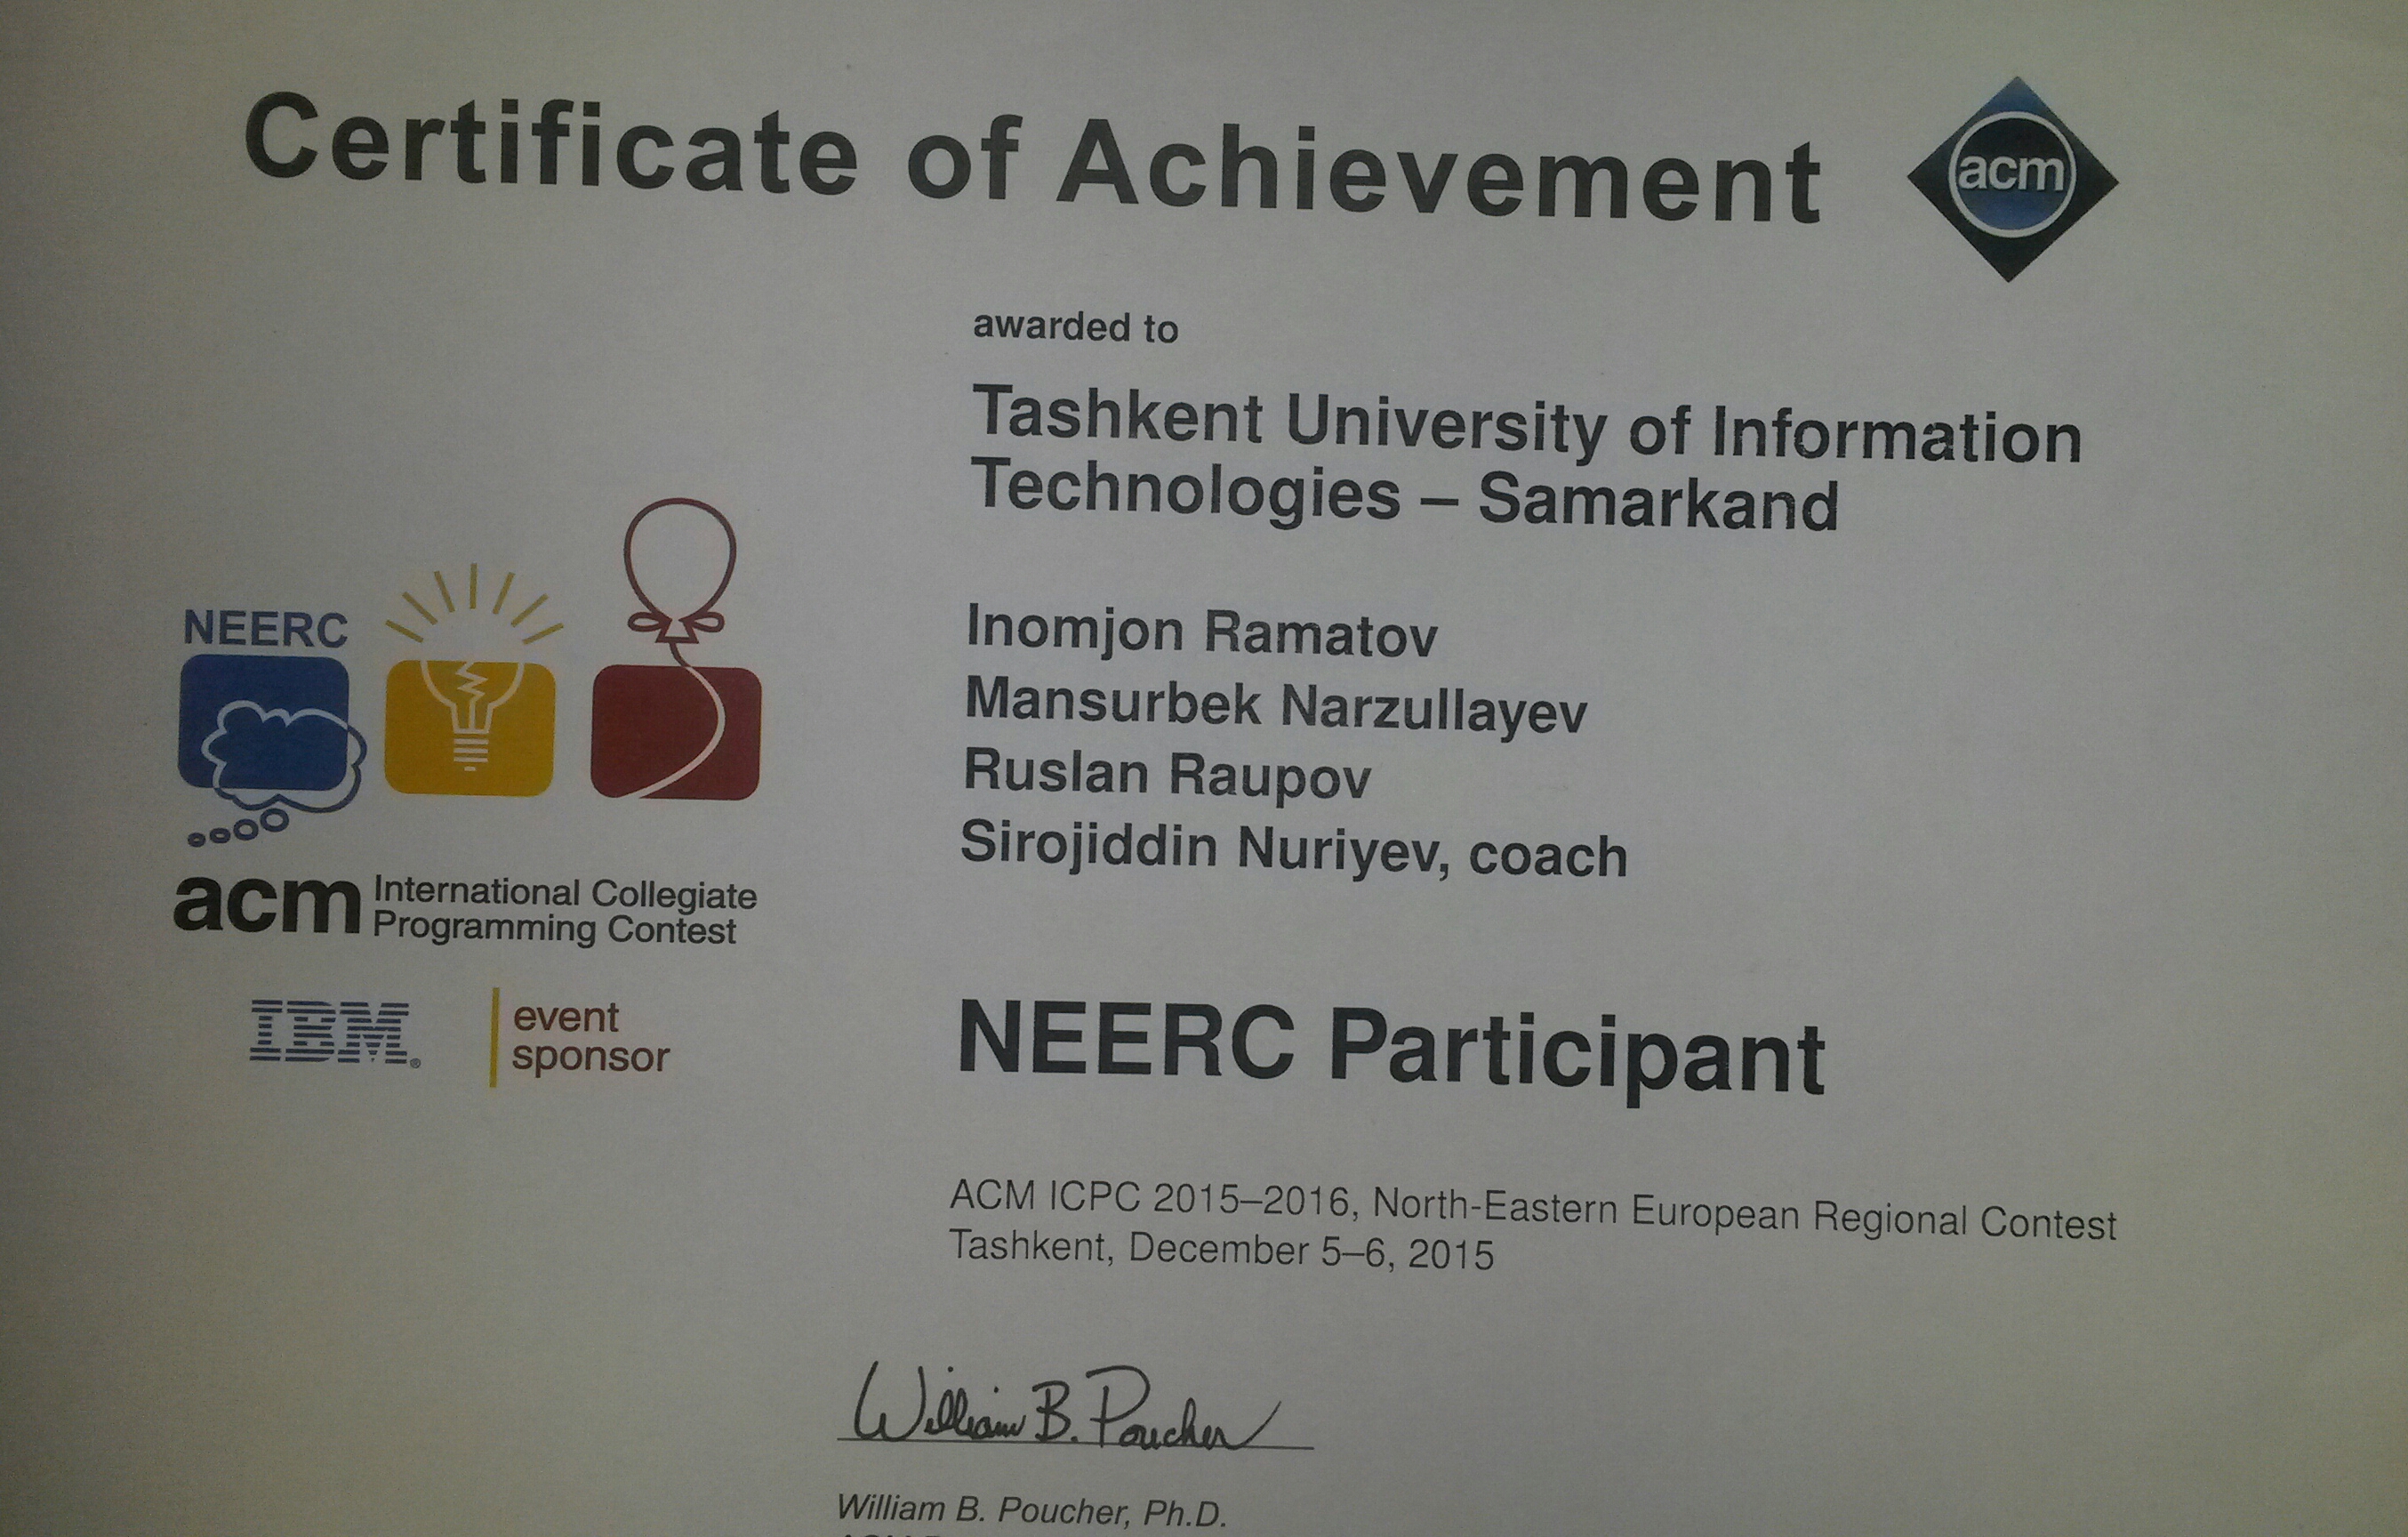 Certificate of Achievement
acm
awarded to
Tashkent University of Information
Technologies – Samarkand
Inomjon Ramatov
Mansurbek Narzullayev
Ruslan Raupov
Sirojiddin Nuriyev, coach
NEERC
acm International Collegiate
Programming Contest
IBM®
event
sponsor
NEERC Participant
ACM ICPC 2015–2016, North-Eastern European Regional Contest
Tashkent, December 5–6, 2015
William B. Poucher
William B. Poucher, Ph.D.